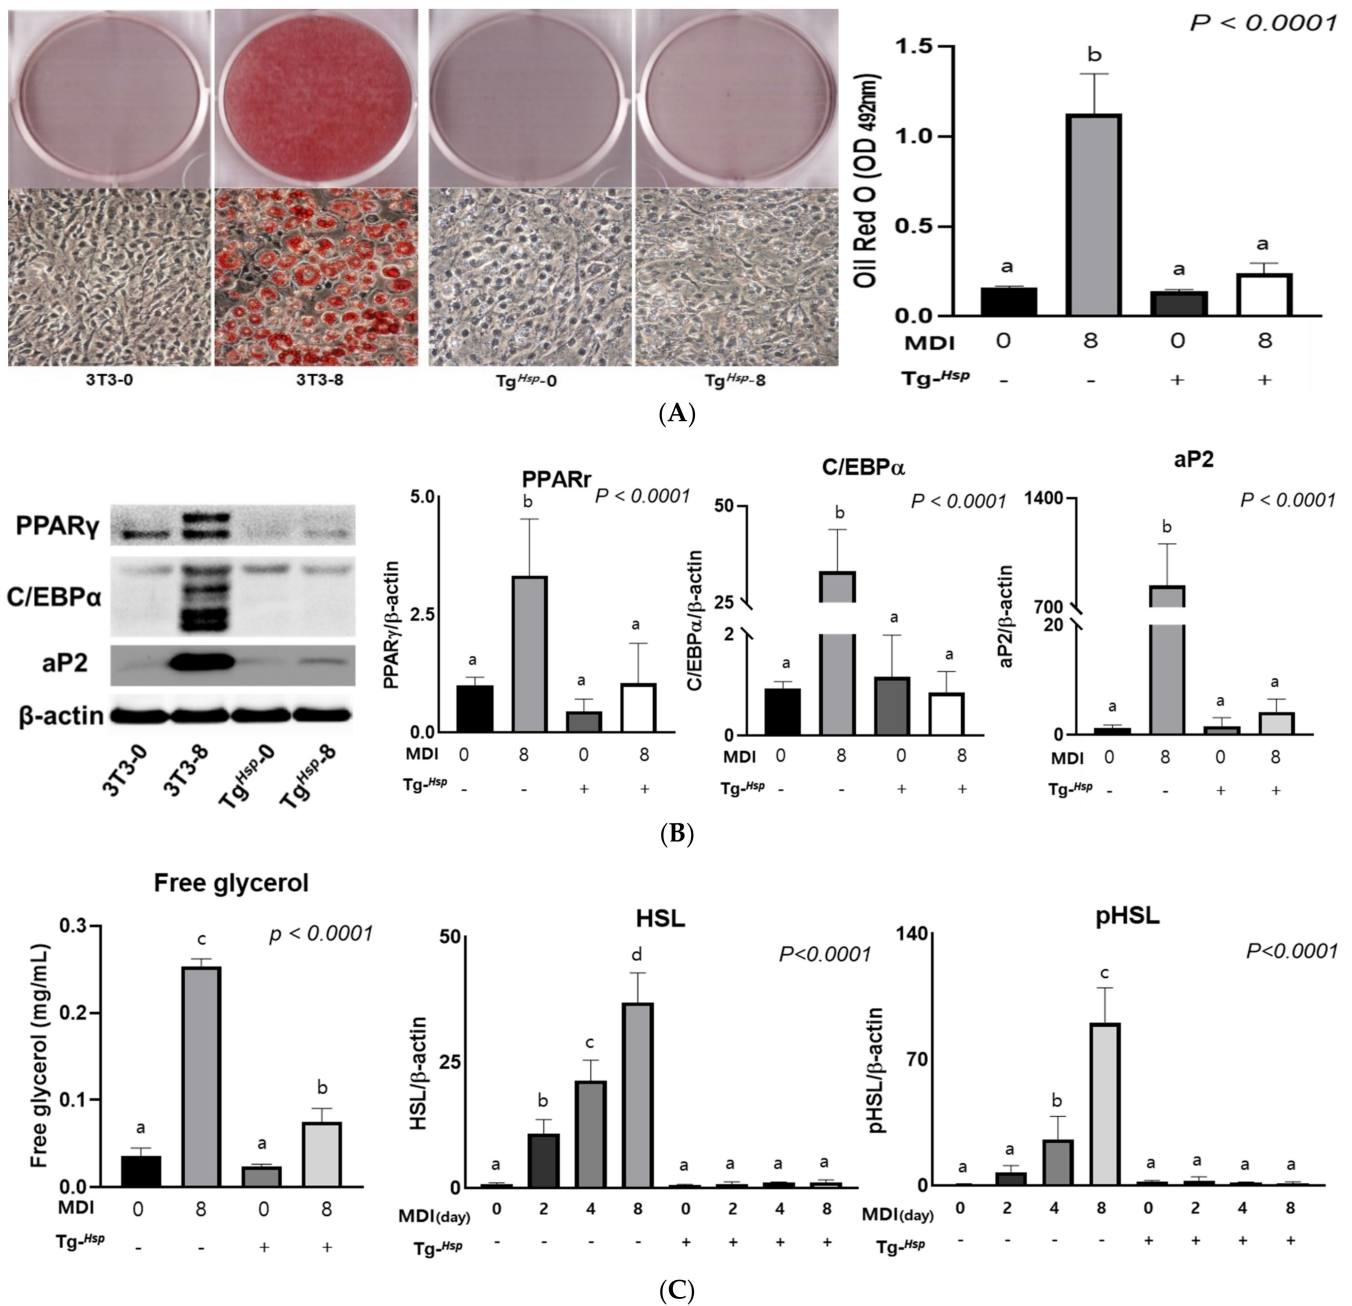 P < 0.0001
Oil Red O (OD 492nm)
1.5
1.0
0.5
0.0
a
b
a
a
MDI 0 8 0 8
Tg-Hsp - - + +
3T3-0 3T3-8 TgHsp-0 TgHsp-8
(A)
PPARγ
C/EBPα
aP2
β-actin
3T3-0 3T3-8 TgHsp-0 TgHsp-8
PPARr
P < 0.0001
PPARγ/β-actin
5.0
2.5
0.0
a b a a
MDI 0 8 0 8
Tg-Hsp - - + +
C/EBPα
P < 0.0001
C/EBPα/β-actin
50
25
2
0
a b a a
MDI 0 8 0 8
Tg-Hsp - - + +
aP2
P < 0.0001
aP2/β-actin
1400
700
20
0
a b a a
MDI 0 8 0 8
Tg-Hsp - - + +
(B)
Free glycerol
p < 0.0001
Free glycerol (mg/mL)
0.3
0.2
0.1
0.0
a c a b
MDI 0 8 0 8
Tg-Hsp - - + +
HSL
P<0.0001
HSL/β-actin
50
25
0
a b c d a a a a
MDI(day) 0 2 4 8 0 2 4 8
Tg-Hsp - - - - + + + +
pHSL
P<0.0001
pHSL/β-actin
140
70
0
a a b c a a a a
MDI(day) 0 2 4 8 0 2 4 8
Tg-Hsp - - - - + + + +
(C)